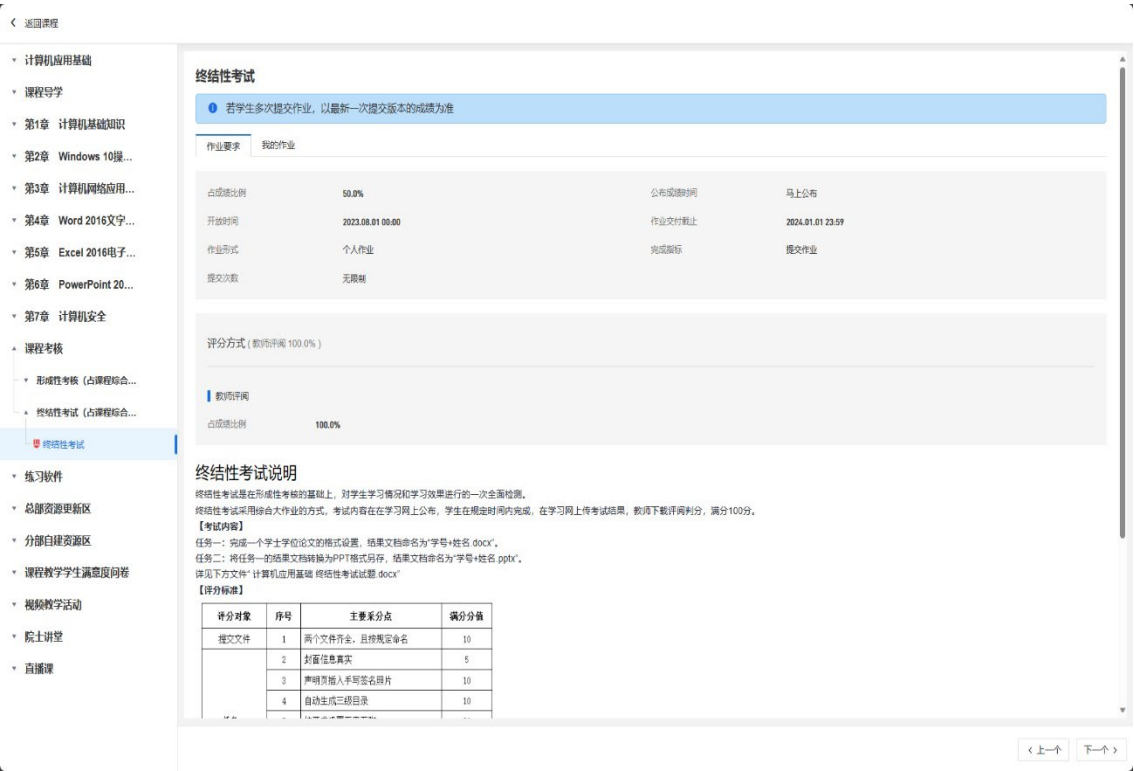 返回课程
计算机应用基础
课程导学
第1章 计算机基础知识
第2章 Windows 10操...
第3章 计算机网络应用...
第4章 Word 2016文字...
第5章 Excel 2016电子...
第6章 PowerPoint 20...
第7章 计算机安全
课程考核
形成性考核（占课程综合...
终结性考试（占课程综合...
终结性考试
练习软件
总部资源更新区
分部自建资源区
课程教学学生满意度问卷
视频教学活动
院士讲堂
直播课
终结性考试
若学生多次提交作业，以最新一次提交版本的成绩为准
作业要求 我的作业
占成绩比例 50.0% 公布成绩时间 马上公布
开放时间 2023.08.01 00:00 作业交付截止 2024.01.01 23:59
作业形式 个人作业 完成指标 提交作业
提交次数 无限制
评分方式 ( 教师评阅 100.0% )
教师评阅
占成绩比例 100.0%
终结性考试说明
终结性考试是在形成性考核的基础上，对学生学习情况和学习效果进行的一次全面检测。
终结性考试采用综合大作业的方式，考试内容在在学习网上公布，学生在规定时间内完成，在学习网上传考试结果，教师下载评阅判分，满分100分。
【考试内容】
任务一：完成一个学士学位论文的格式设置，结果文档命名为“学号+姓名.docx”。
任务二：将任务一的结果文档转换为PPT格式另存，结果文档命名为“学号+姓名.pptx”。
详见下方文件“ 计算机应用基础 终结性考试试题.docx”
【评分标准】
评分对象 序号 主要采分点 满分分值
提交文件 1 两个文件齐全，且按规定命名 10
2 封面信息真实 5
3 声明页插入手写签名照片 10
4 自动生成三级目录 10
上一个 下一个